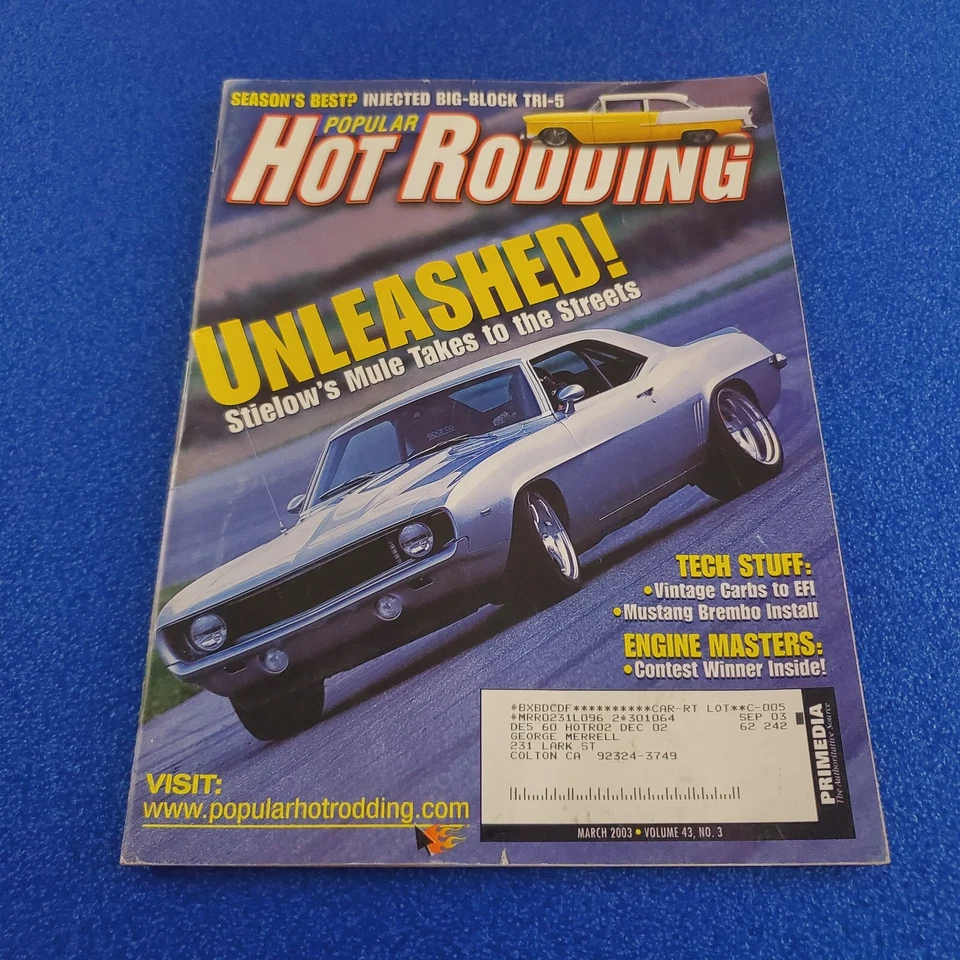 SEASON'S BEST? INJECTED BIG-BLOCK TRI-5
POPULAR
HOT RODDING
UNLEASHED!
Stielow's Mule Takes to the Streets
sparco
TECH STUFF:
•Vintage Carbs to EFI
•Mustang Brembo Install
ENGINE MASTERS:
•Contest Winner Inside!
#BXBDCDF**********CAR-RT LOT**C-005
#MRR0231L096 2#301064 SEP 03
DE5 60 HOTR02 DEC 02 62 242
GEORGE MERRELL
231 LARK ST
COLTON CA 92324-3749
PRIMEDIA
The Authoritative Source
VISIT:
www.popularhotrodding.com
MARCH 2003 • VOLUME 43, NO. 3